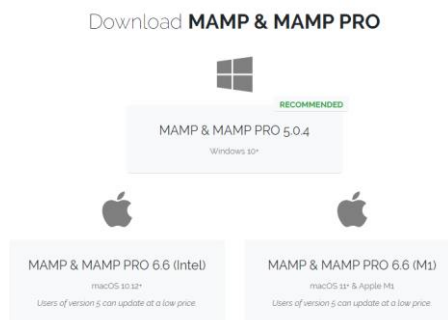 Download MAMP & MAMP PRO
RECOMMENDED
MAMP & MAMP PRO 5.0.4
Windows 10+
MAMP & MAMP PRO 6.6 (Intel)
macOS 10.12+
Users of version 5 can update at a low price.
MAMP & MAMP PRO 6.6 (M1)
macOS 11+ & Apple M1
Users of version 5 can update at a low price.